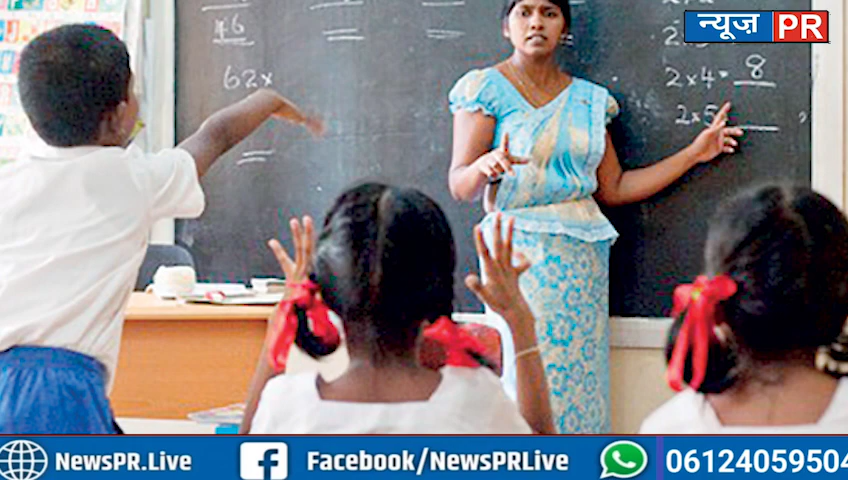 न्यूज़ PR
46
62x
2x4= 8
2x5
NewsPR.Live
Facebook/NewsPRLive
06124059504